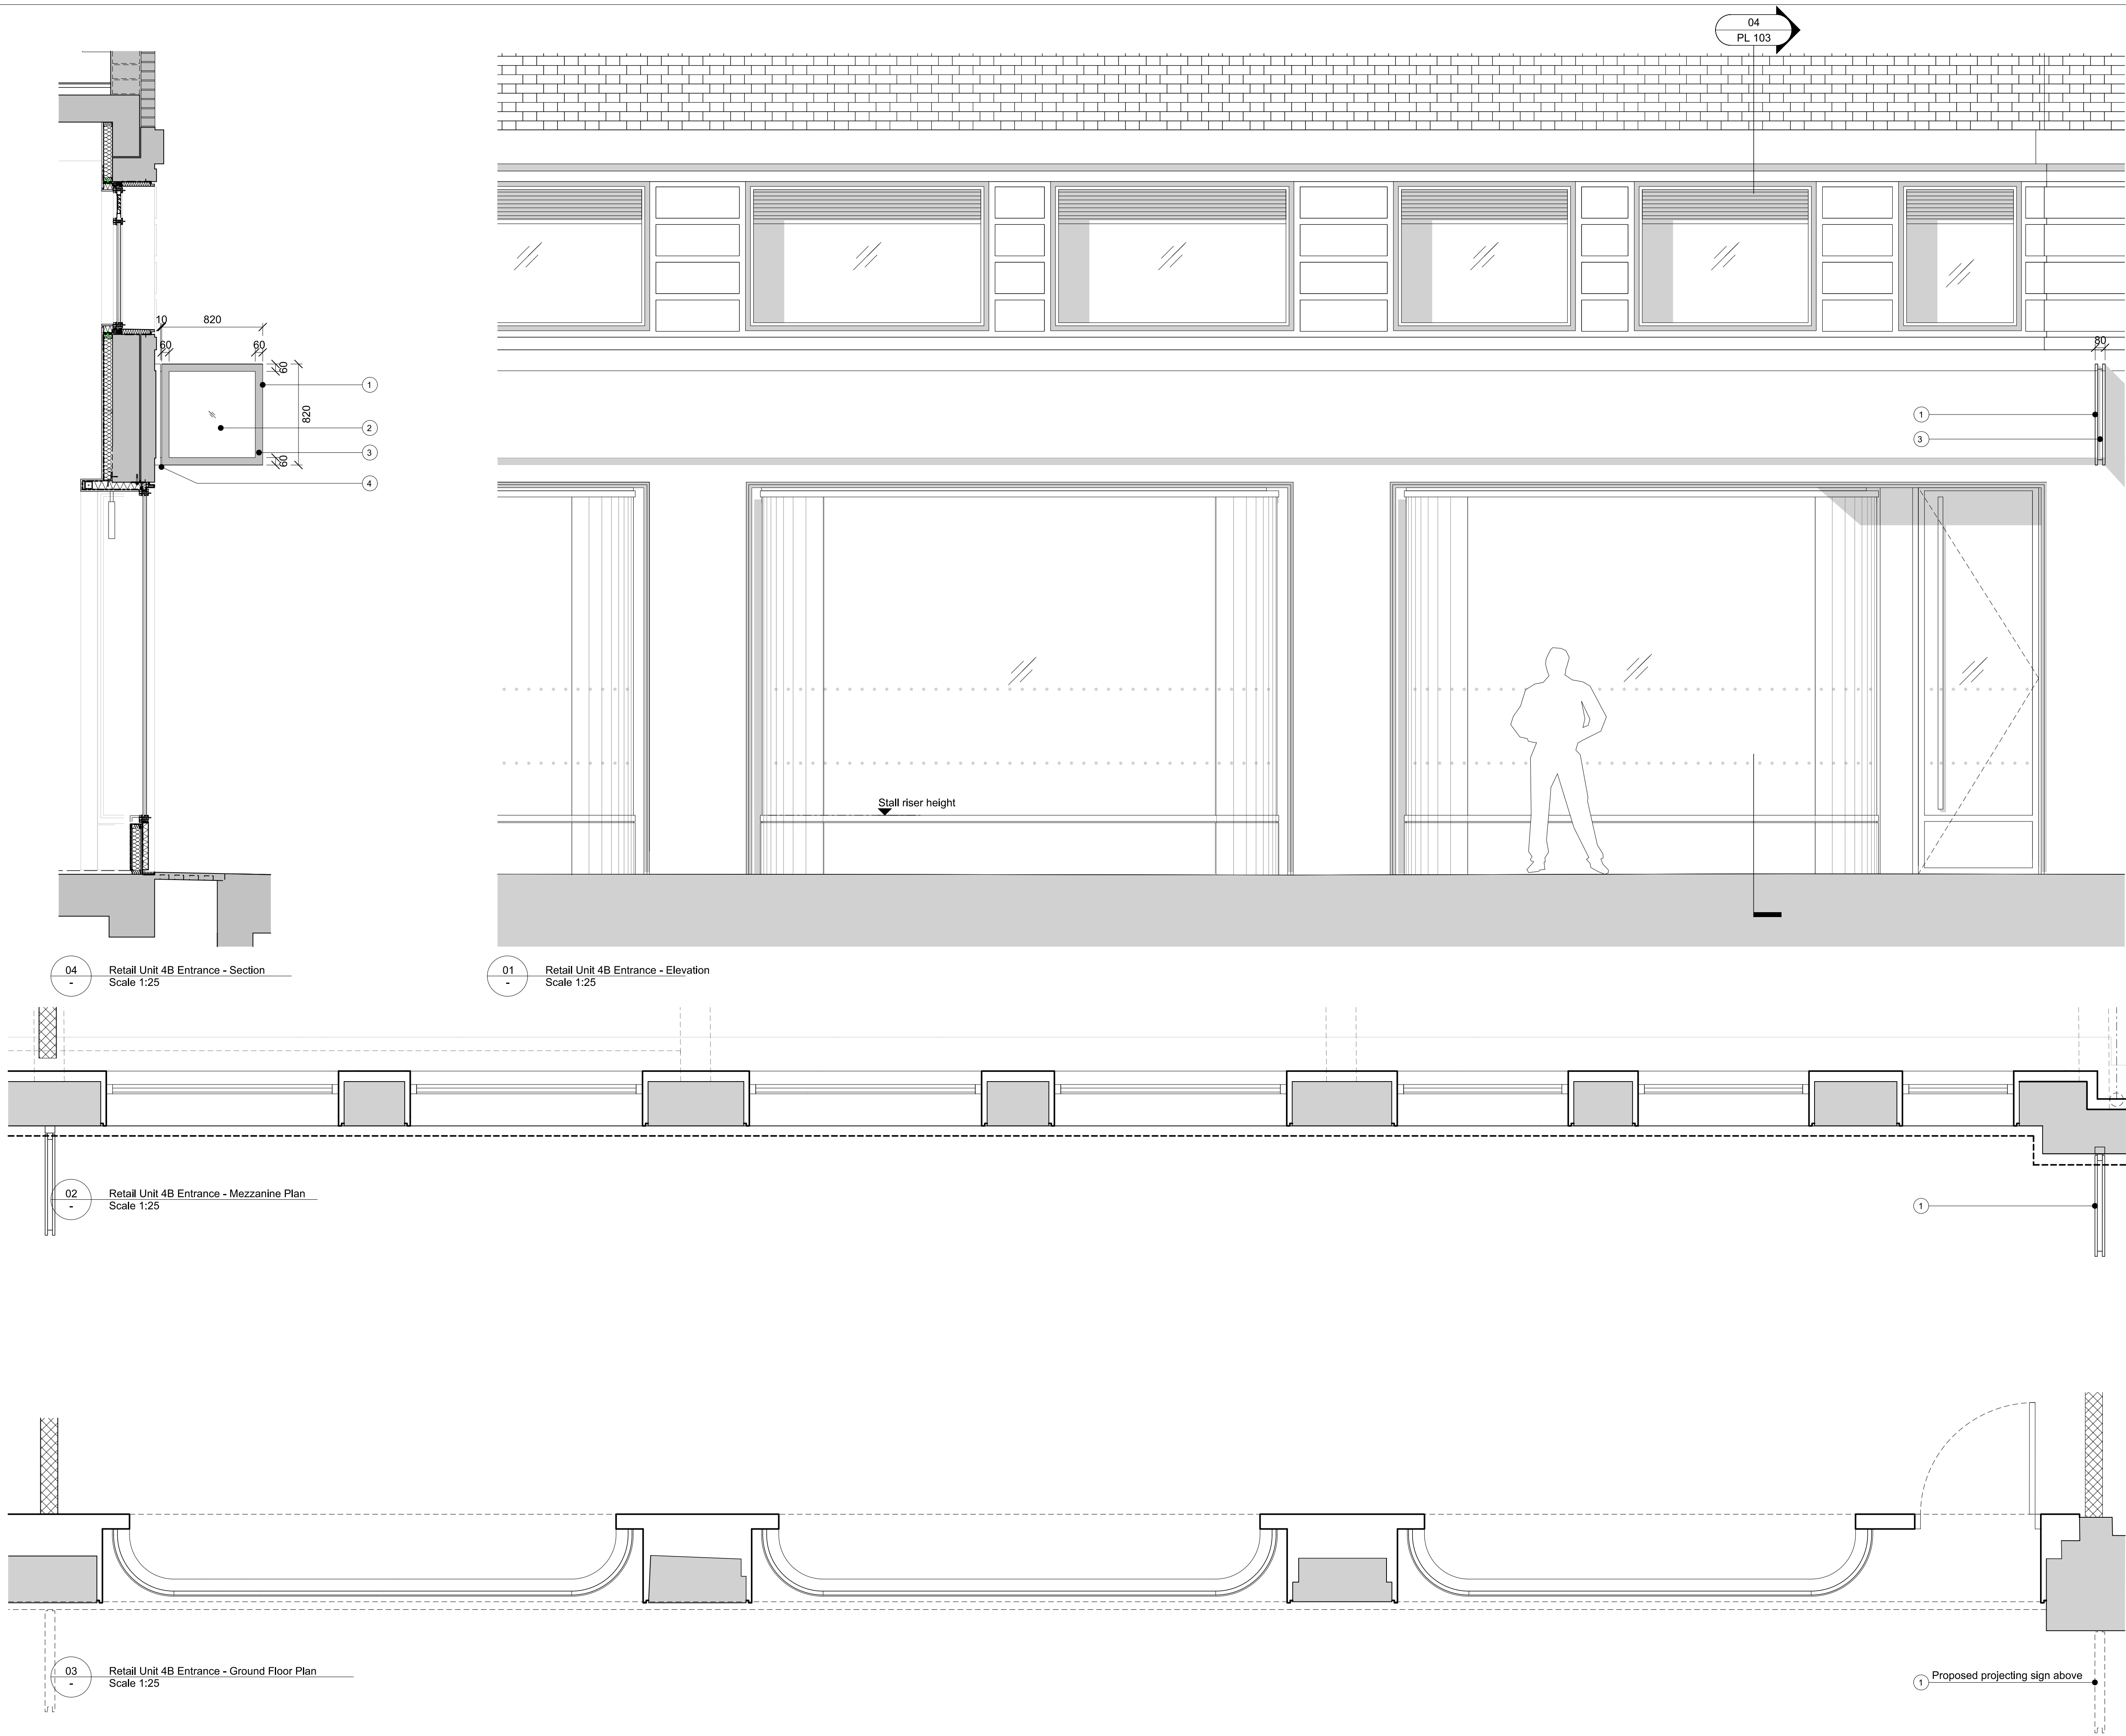 04
PL 103
10
820
60
60
60
820
60
1
2
3
4
80
1
3
Stall riser height
04
-
Retail Unit 4B Entrance - Section
Scale 1:25
01
-
Retail Unit 4B Entrance - Elevation
Scale 1:25
02
-
Retail Unit 4B Entrance - Mezzanine Plan
Scale 1:25
1
03
-
Retail Unit 4B Entrance - Ground Floor Plan
Scale 1:25
1
Proposed projecting sign above